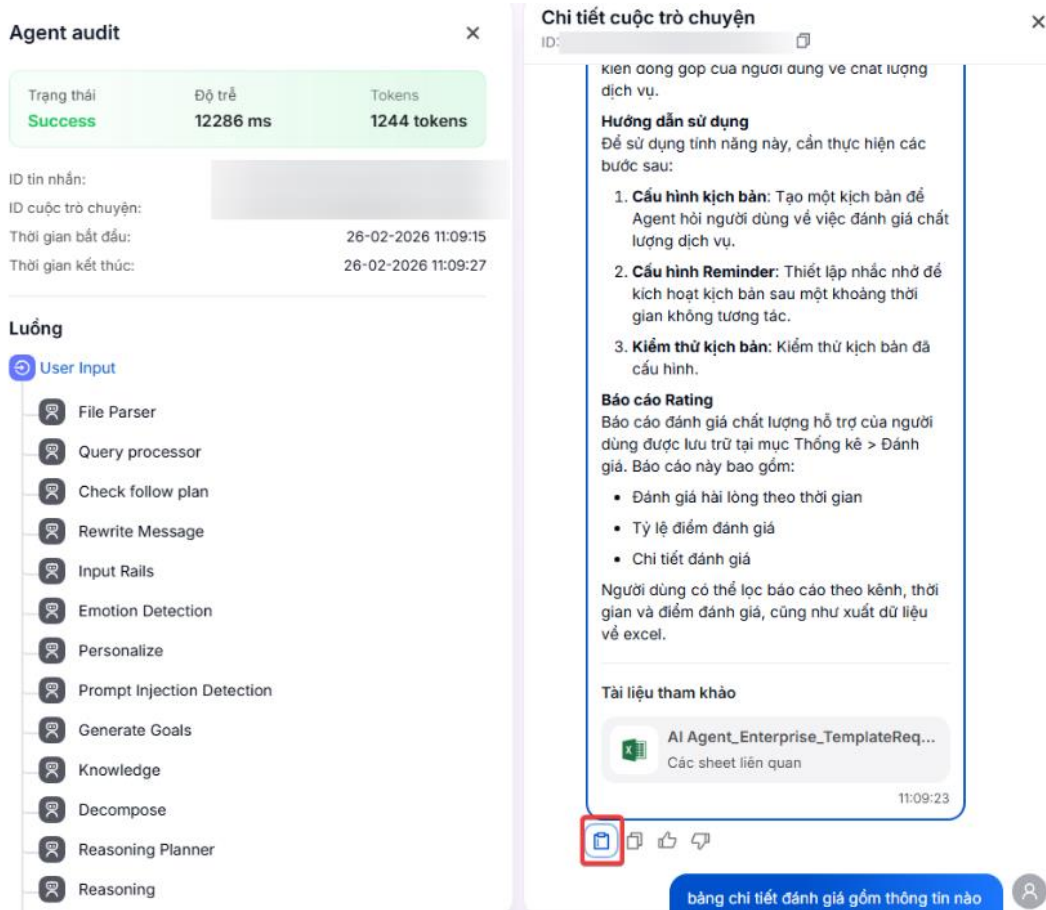 Agent audit
Trạng thái
Độ trễ
Tokens
Success
12286 ms
1244 tokens
ID tin nhắn:
ID cuộc trò chuyện:
Thời gian bắt đầu:
26-02-2026 11:09:15
Thời gian kết thúc:
26-02-2026 11:09:27
Luồng
User Input
File Parser
Query processor
Check follow plan
Rewrite Message
Input Rails
Emotion Detection
Personalize
Prompt Injection Detection
Generate Goals
Knowledge
Decompose
Reasoning Planner
Reasoning
Chi tiết cuộc trò chuyện
ID:
kiến đóng góp của người dùng về chất lượng
dịch vụ.
Hướng dẫn sử dụng
Để sử dụng tính năng này, cần thực hiện các
bước sau:
1. Cấu hình kịch bản: Tạo một kịch bản để
Agent hỏi người dùng về việc đánh giá chất
lượng dịch vụ.
2. Cấu hình Reminder: Thiết lập nhắc nhở để
kích hoạt kịch bản sau một khoảng thời
gian không tương tác.
3. Kiểm thử kịch bản: Kiểm thử kịch bản đã
cấu hình.
Báo cáo Rating
Báo cáo đánh giá chất lượng hỗ trợ của người
dùng được lưu trữ tại mục Thống kê > Đánh
giá. Báo cáo này bao gồm:
• Đánh giá hài lòng theo thời gian
• Tỷ lệ điểm đánh giá
• Chi tiết đánh giá
Người dùng có thể lọc báo cáo theo kênh, thời
gian và điểm đánh giá, cũng như xuất dữ liệu
về excel.
Tài liệu tham khảo
AI Agent_Enterprise_TemplateReq...
Các sheet liên quan
11:09:23
bảng chi tiết đánh giá gồm thông tin nào